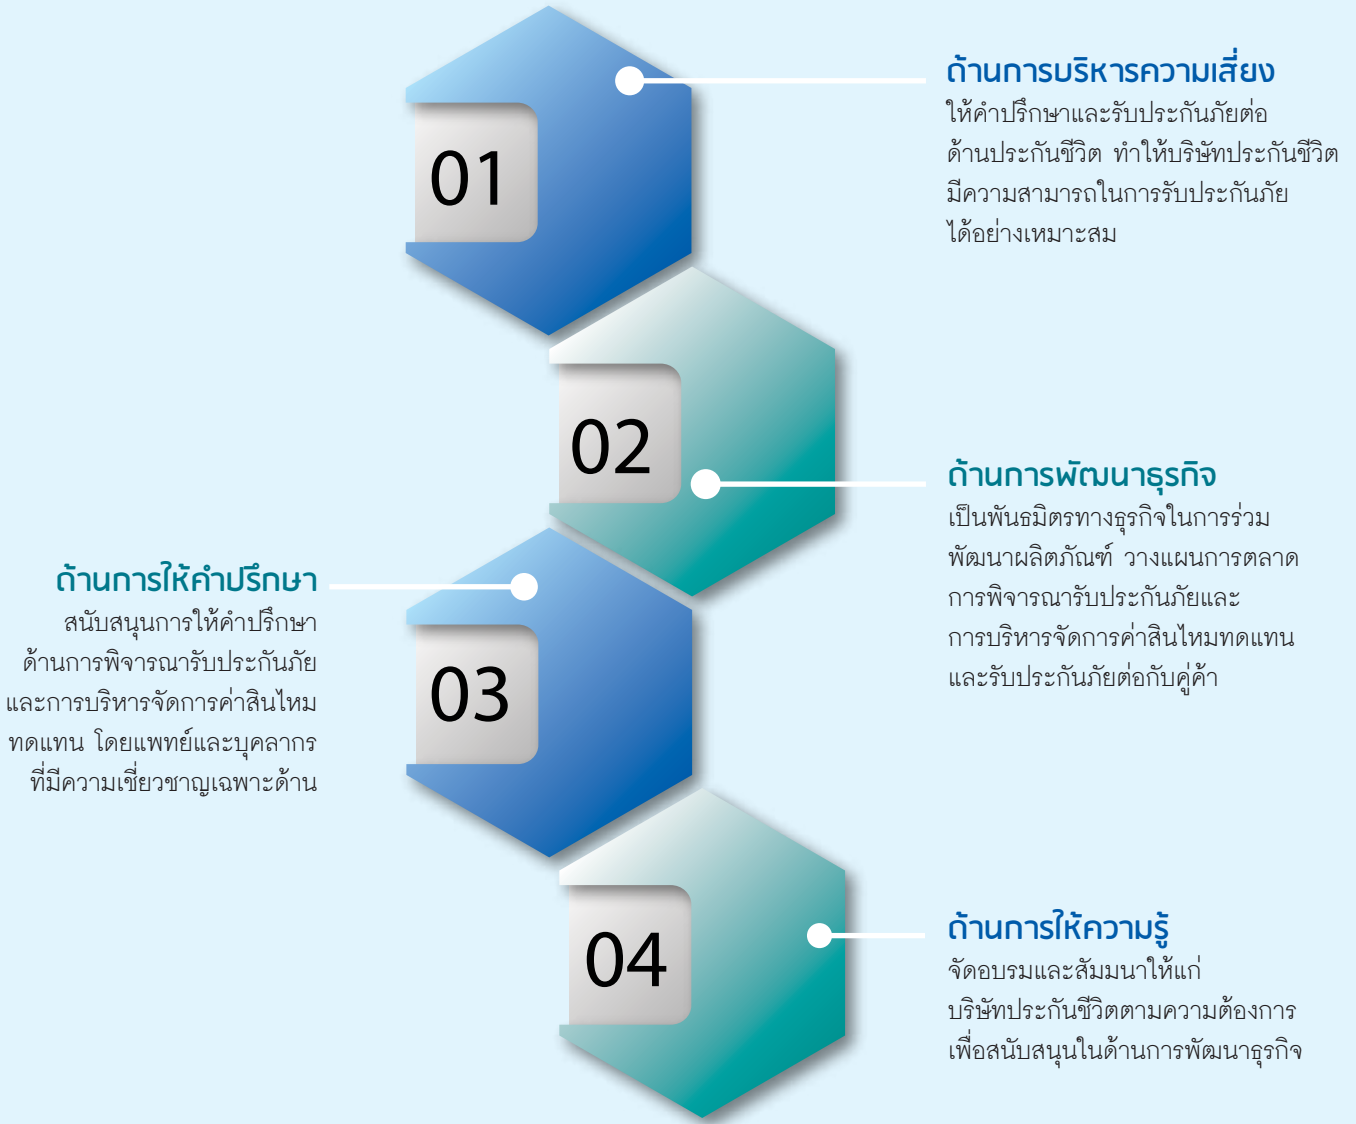 01
ด้านการบริหารความเสี่ยง
ให้คำปรึกษาและรับประกันภัยต่อ
ด้านประกันชีวิต ทำให้บริษัทประกันชีวิต
มีความสามารถในการรับประกันภัย
ได้อย่างเหมาะสม
02
ด้านการพัฒนาธุรกิจ
เป็นพันธมิตรทางธุรกิจในการร่วม
พัฒนาผลิตภัณฑ์ วางแผนการตลาด
การพิจารณารับประกันภัยและ
การบริหารจัดการค่าสินไหมทดแทน
และรับประกันภัยต่อกับคู่ค้า
03
ด้านการให้คำปรึกษา
สนับสนุนการให้คำปรึกษา
ด้านการพิจารณารับประกันภัย
และการบริหารจัดการค่าสินไหม
ทดแทน โดยแพทย์และบุคลากร
ที่มีความเชี่ยวชาญเฉพาะด้าน
04
ด้านการให้ความรู้
จัดอบรมและสัมมนาให้แก่
บริษัทประกันชีวิตตามความต้องการ
เพื่อสนับสนุนในด้านการพัฒนาธุรกิจ